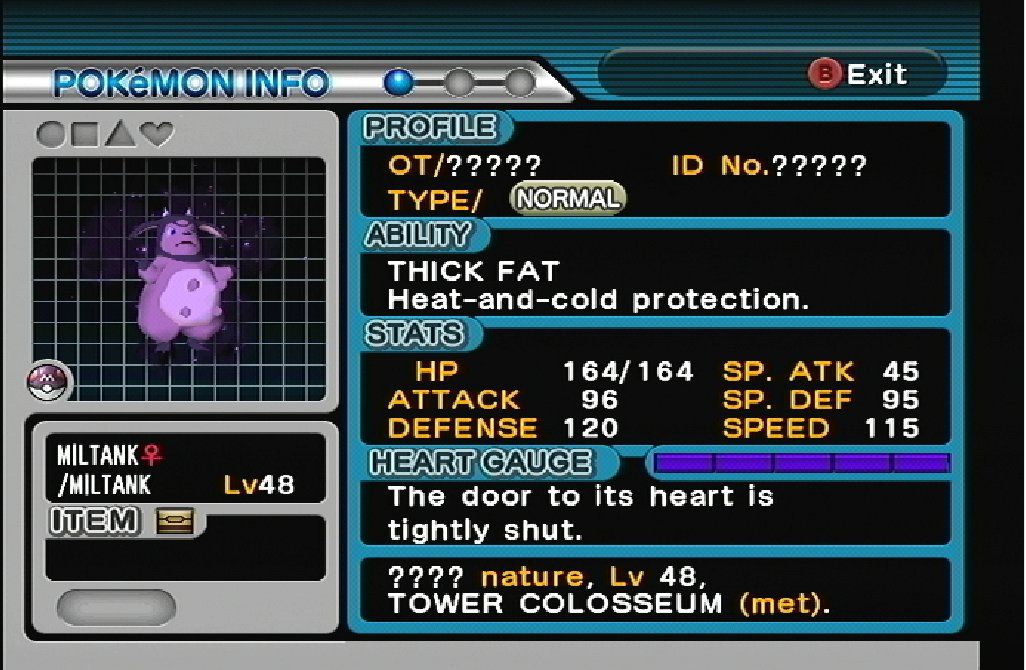 POKéMON INFO
B Exit
PROFILE
OT/?????
ID No.?????
TYPE/ NORMAL
ABILITY
THICK FAT
Heat-and-cold protection.
STATS
HP 164/164 SP. ATK 45
ATTACK 96 SP. DEF 95
DEFENSE 120 SPEED 115
MILTANK♀
/MILTANK Lv48
ITEM
HEART GAUGE
The door to its heart is
tightly shut.
???? nature, Lv 48,
TOWER COLOSSEUM (met).